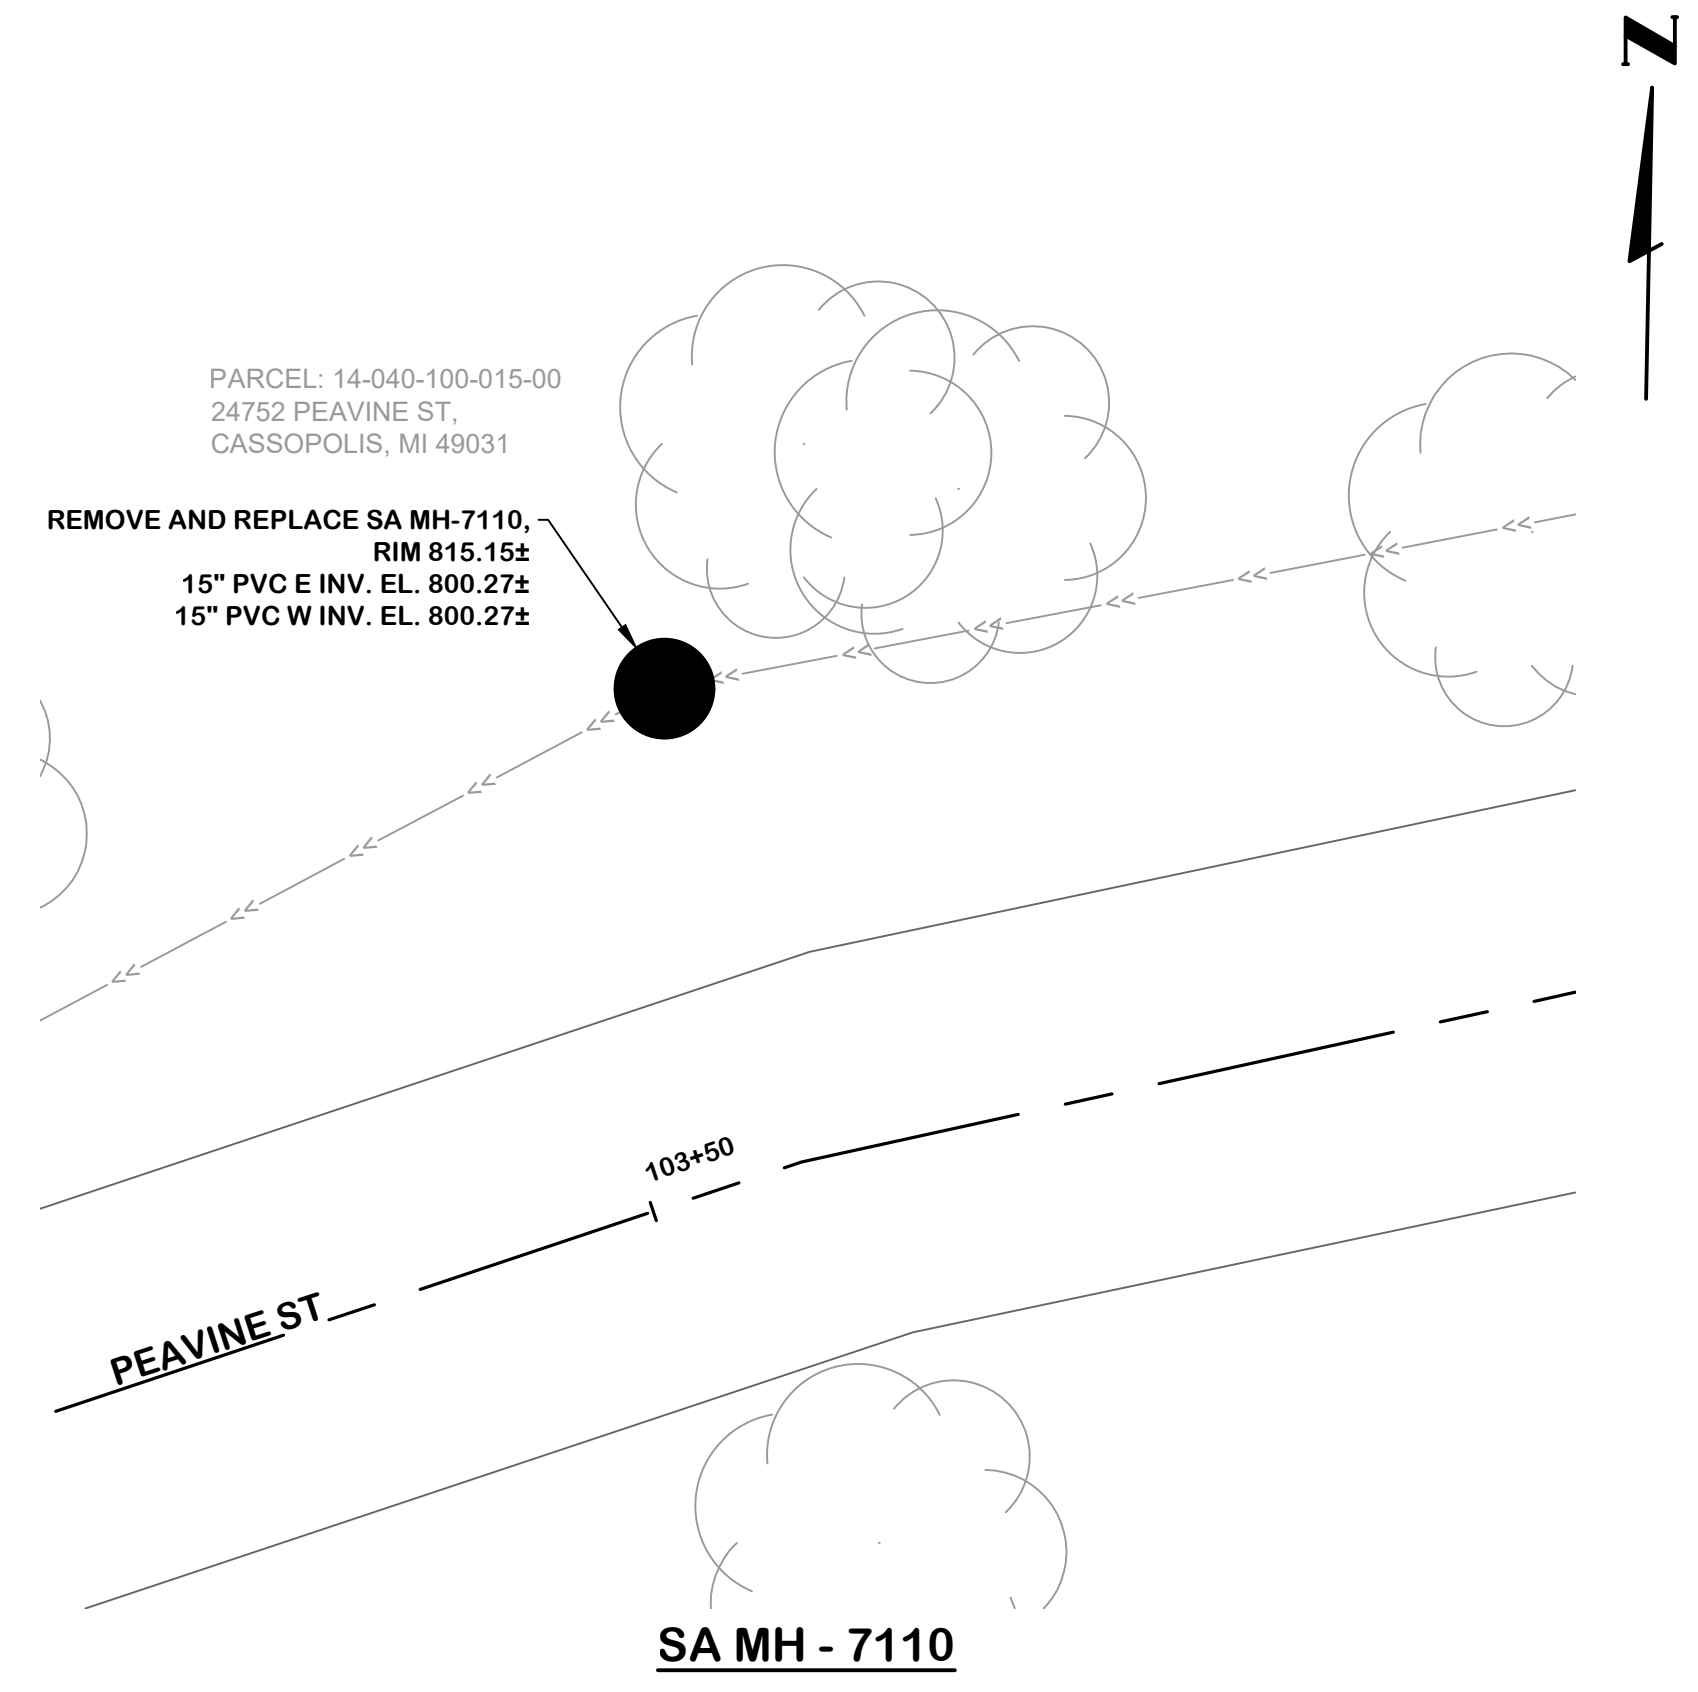 N
PARCEL: 14-040-100-015-00
24752 PEAVINE ST,
CASSOPOLIS, MI 49031
REMOVE AND REPLACE SA MH-7110,
RIM 815.15±
15" PVC E INV. EL. 800.27±
15" PVC W INV. EL. 800.27±
103+50
PEAVINE ST
SA MH - 7110